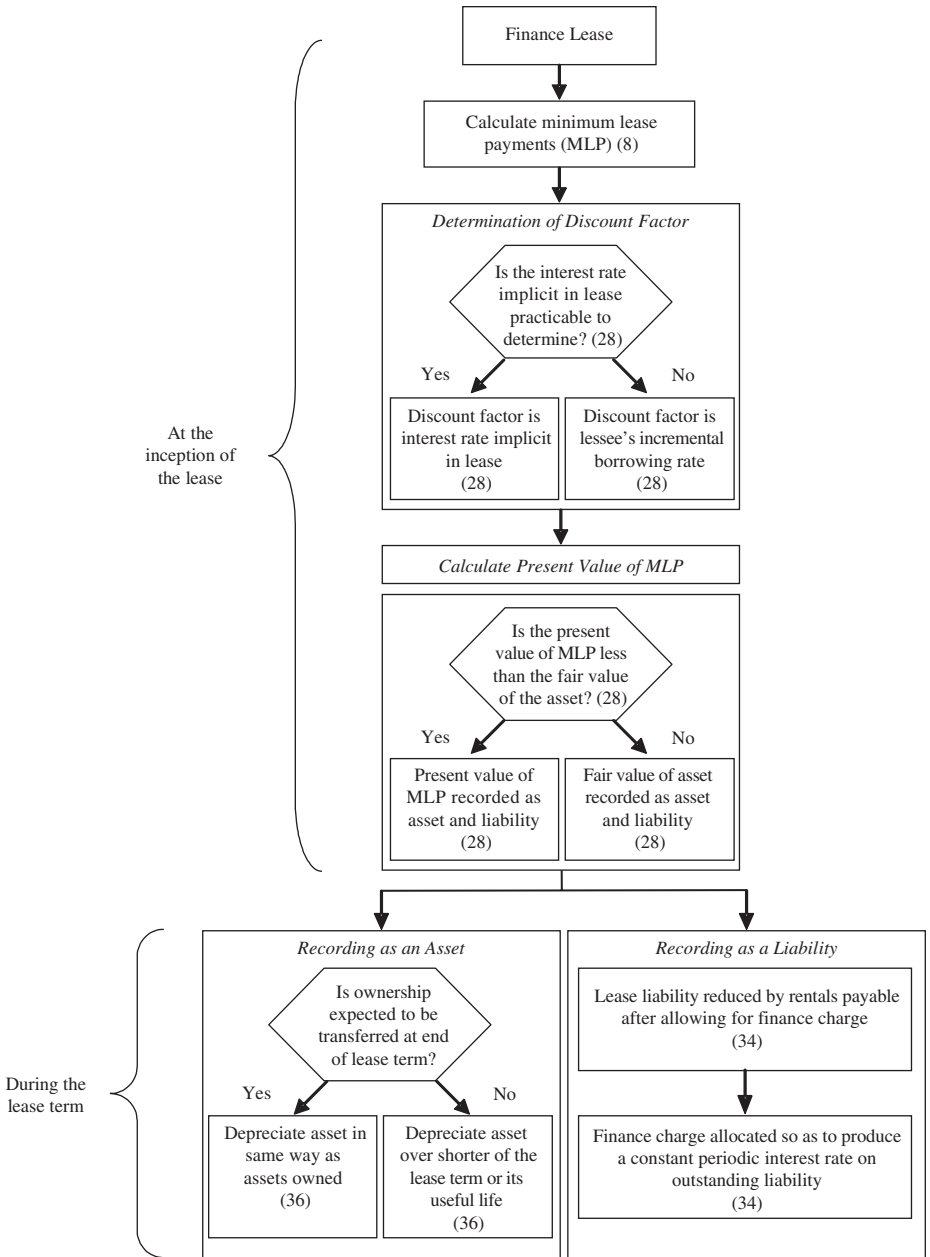 Finance Lease
Calculate minimum lease
payments (MLP) (8)
Determination of Discount Factor
Is the interest rate
implicit in lease
practicable to
determine? (28)
Yes
No
Discount factor is
interest rate implicit
in lease
(28)
Discount factor is
lessee's incremental
borrowing rate
(28)
At the
inception of
the lease
Calculate Present Value of MLP
Is the present
value of MLP less
than the fair value
of the asset? (28)
Yes
No
Present value of
MLP recorded as
asset and liability
(28)
Fair value of asset
recorded as asset
and liability
(28)
During the
lease term
Recording as an Asset
Is ownership
expected to be
transferred at end
of lease term?
Yes
No
Depreciate asset in
same way as
assets owned
(36)
Depreciate asset
over shorter of the
lease term or its
useful life
(36)
Recording as a Liability
Lease liability reduced by rentals payable
after allowing for finance charge
(34)
Finance charge allocated so as to produce
a constant periodic interest rate on
outstanding liability
(34)